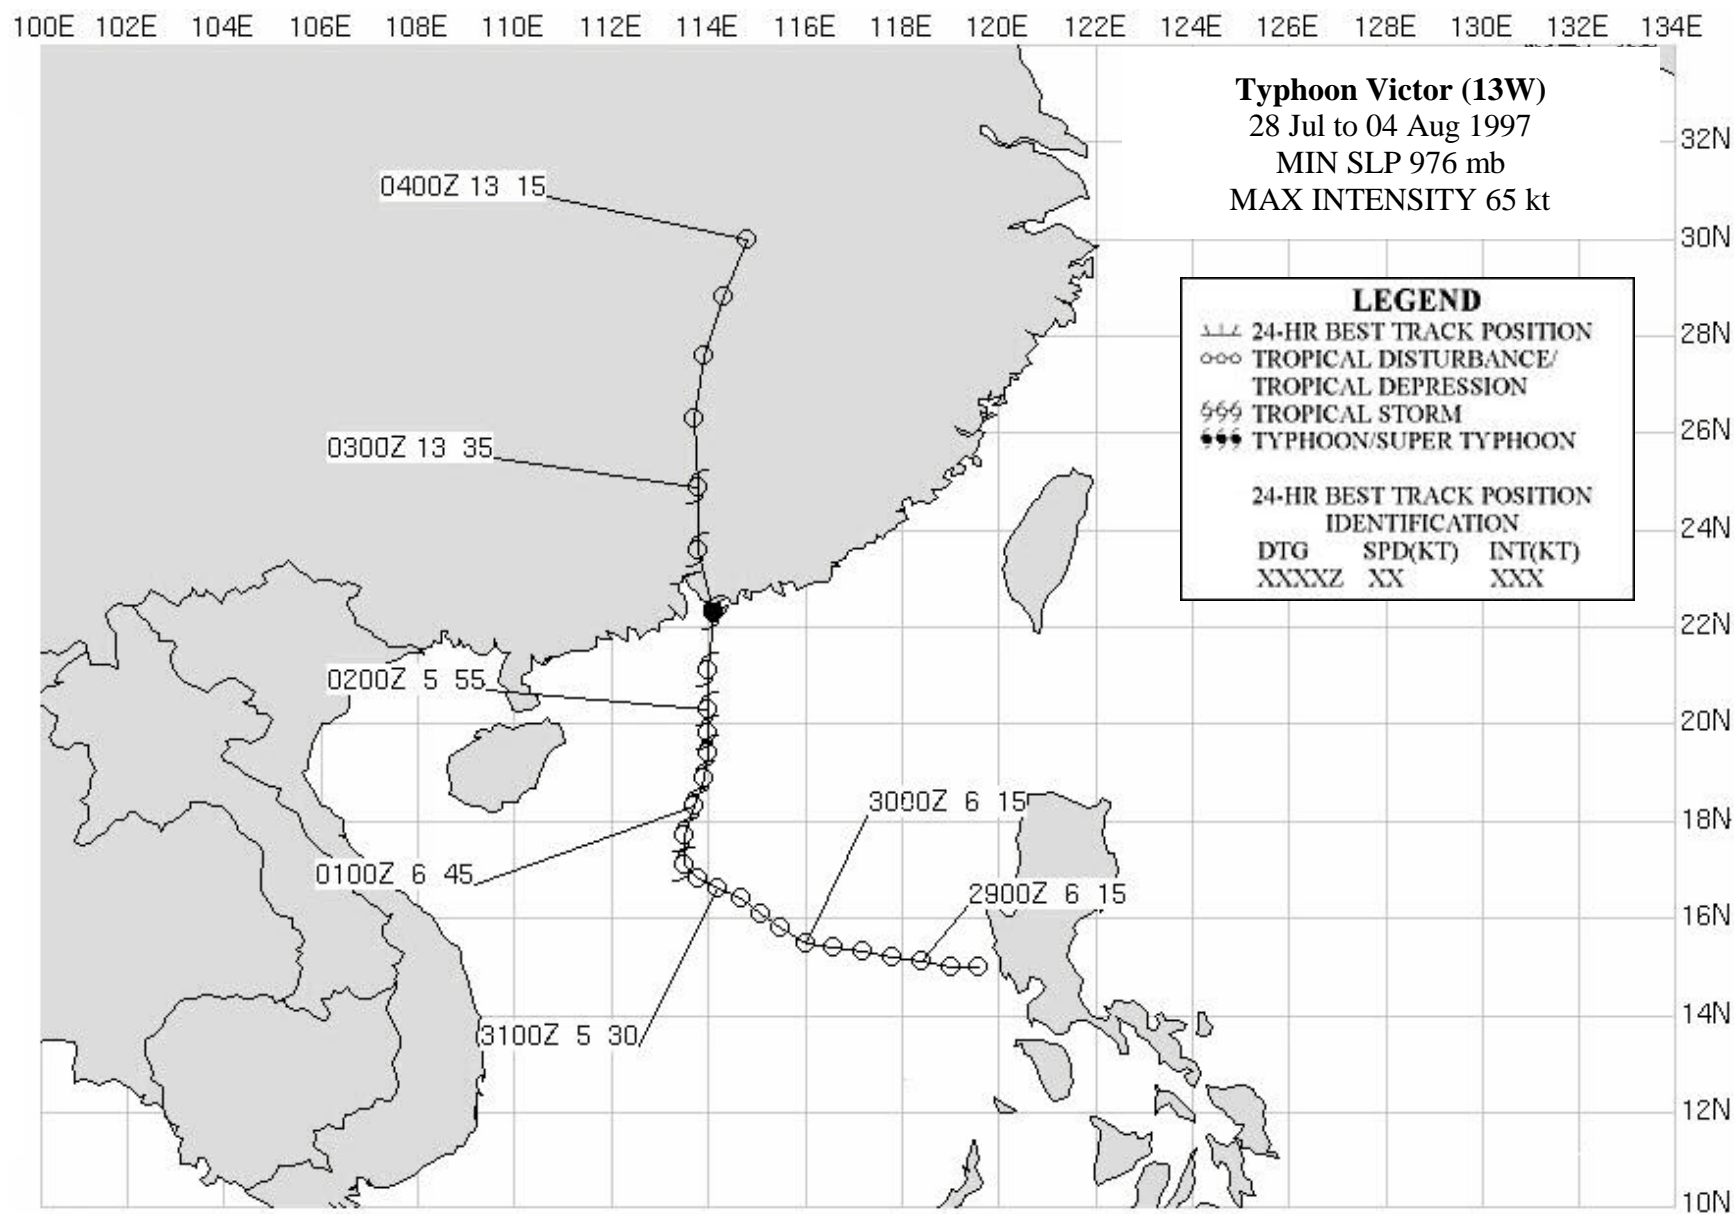 100E 102E 104E 106E 108E 110E 112E 114E 116E 118E 120E 122E 124E 126E 128E 130E 132E 134E
Typhoon Victor (13W)
28 Jul to 04 Aug 1997
MIN SLP 976 mb
MAX INTENSITY 65 kt
32N
0400Z 13 15
30N
LEGEND
24-HR BEST TRACK POSITION
TROPICAL DISTURBANCE/
TROPICAL DEPRESSION
TROPICAL STORM
TYPHOON/SUPER TYPHOON
24-HR BEST TRACK POSITION
IDENTIFICATION
DTG SPD(KT) INT(KT)
XXXXZ XX XXX
28N
26N
0300Z 13 35
24N
22N
0200Z 5 55
20N
3000Z 6 15
18N
0100Z 6 45
2900Z 6 15
16N
3100Z 5 30
14N
12N
10N